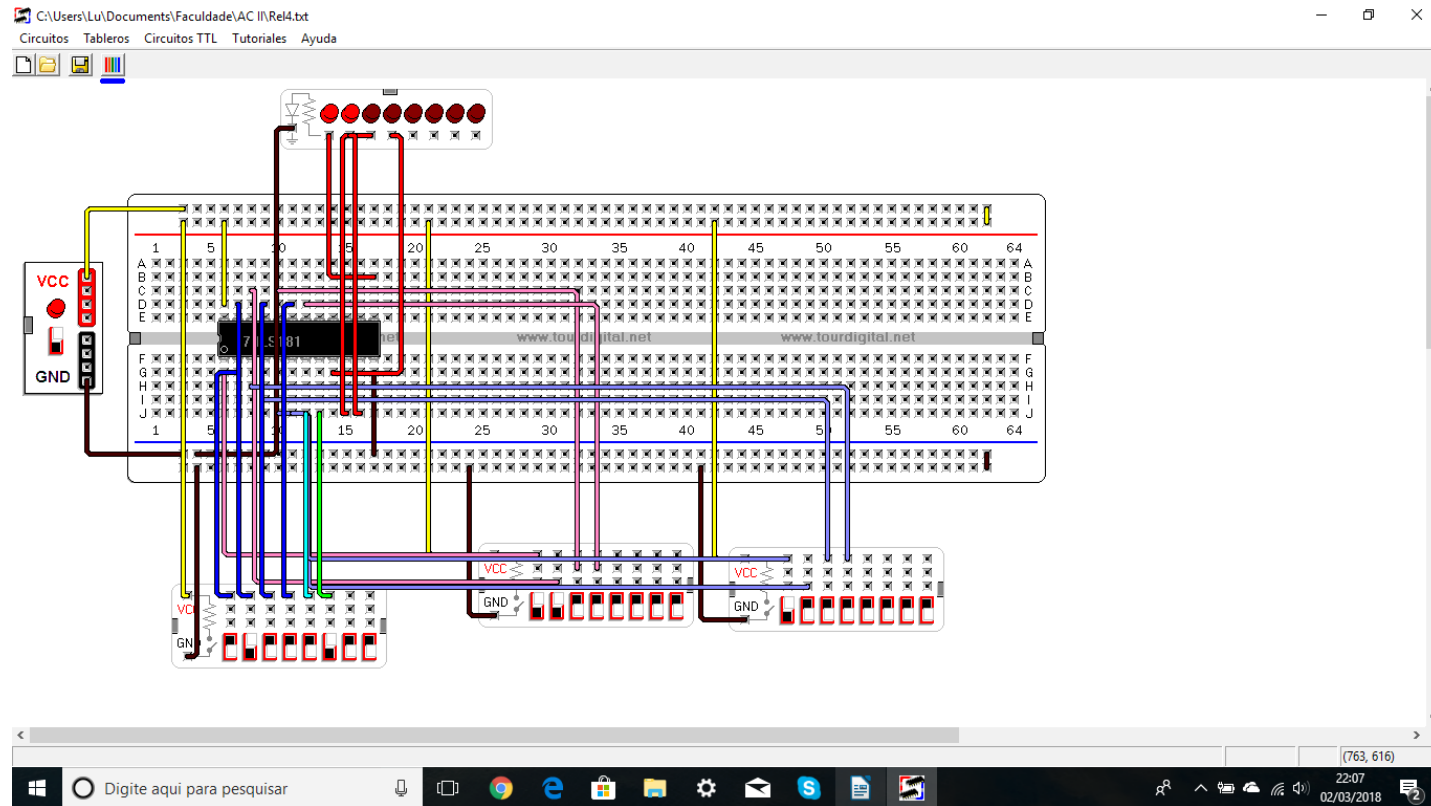 C:\Users\Lu\Documents\Faculdade\AC II\Rel4.txt
Circuitos Tableros Circuitos TTL Tutoriales Ayuda
VCC
GND
1 5 10 15 20 25 30 35 40 45 50 55 60 64
A A
B B
C C
D D
E E
www.tourdigital.net www.tourdigital.net
F F
G G
H H
I I
J J
1 5 10 15 20 25 30 35 40 45 55 60 64
VCC
GND
VCC
GND
VC
GN
(763, 616)
Digite aqui para pesquisar
22:07
02/03/2018
2